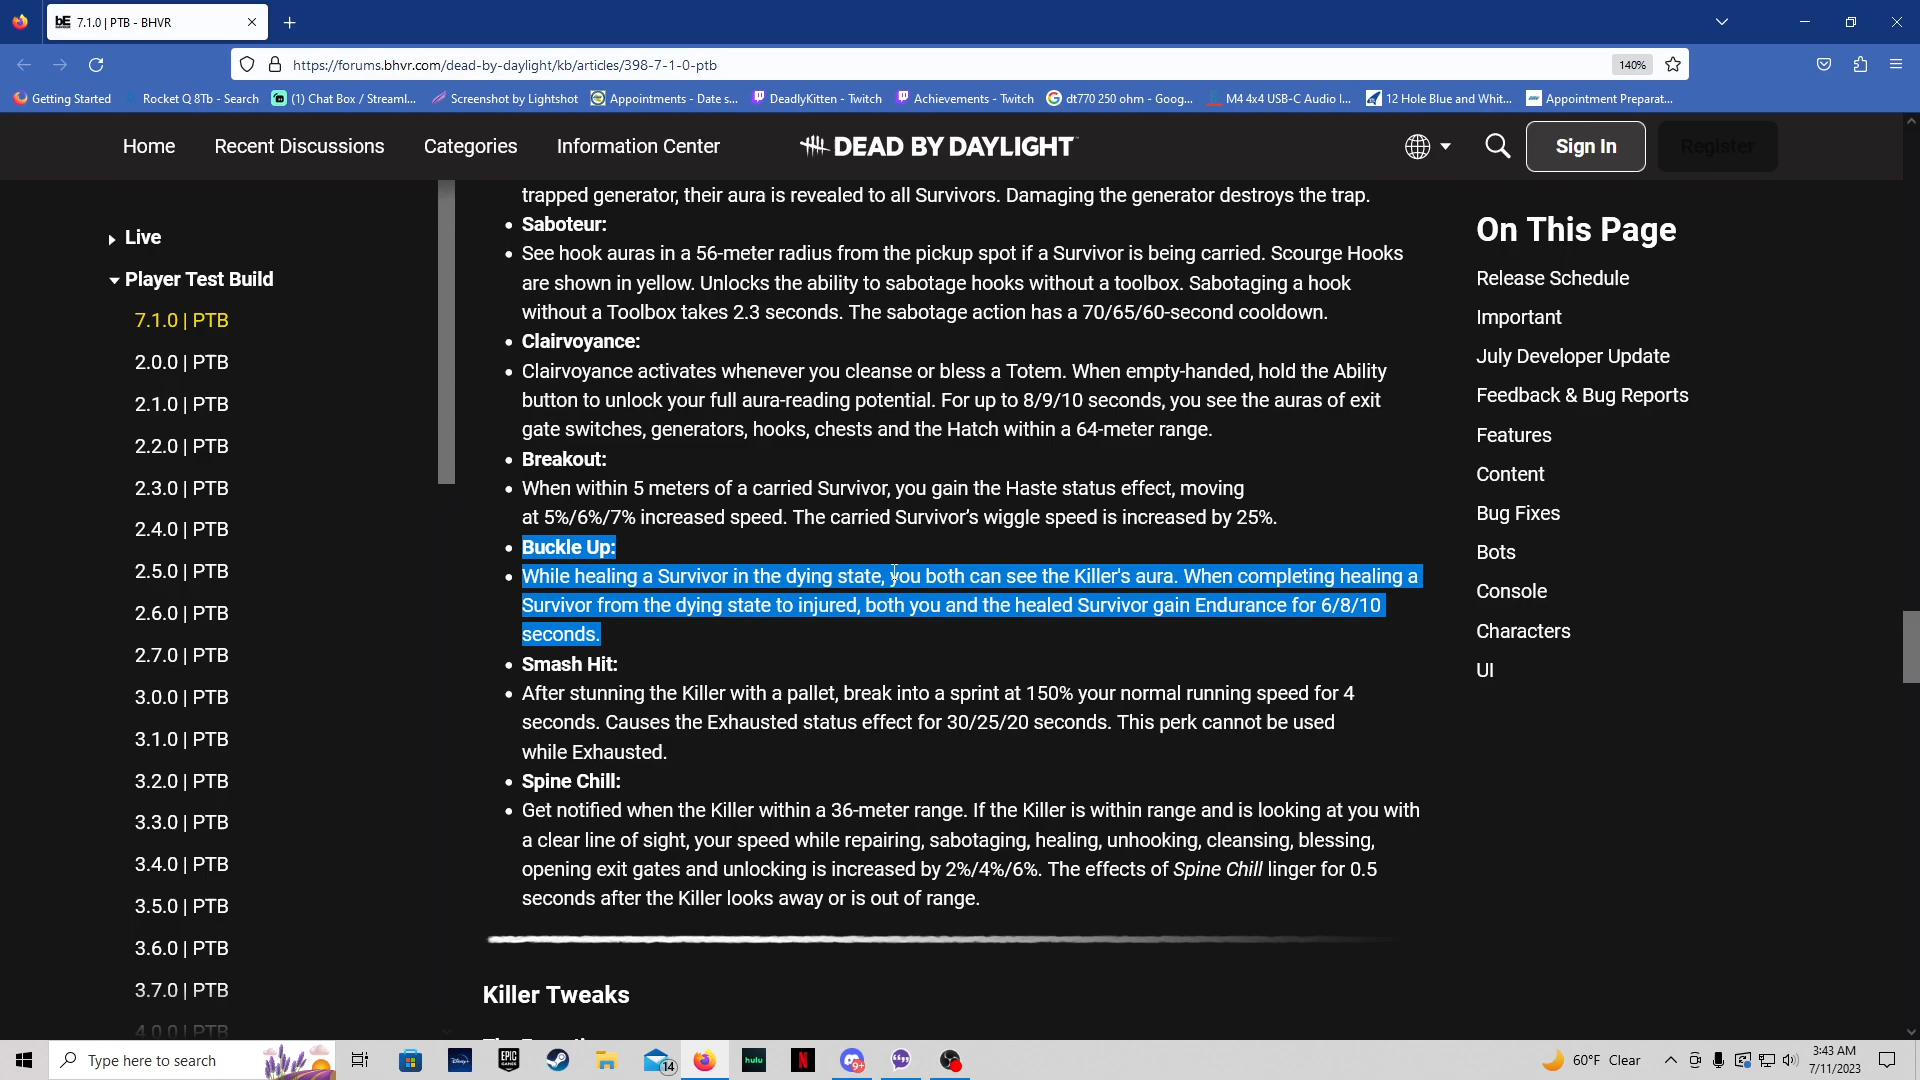 7.1.0 | PTB - BHVR
https://forums.bhvr.com/dead-by-daylight/kb/articles/398-7-1-0-ptb
140%
Getting Started
Rocket Q 8Tb - Search
(1) Chat Box / Streaml...
Screenshot by Lightshot
Appointments - Date s...
DeadlyKitten - Twitch
Achievements - Twitch
dt770 250 ohm - Goog...
M4 4x4 USB-C Audio I...
12 Hole Blue and Whit...
Appointment Preparat...
Home
Recent Discussions
Categories
Information Center
DEAD BY DAYLIGHT
Sign In
Register
Live
Player Test Build
7.1.0 | PTB
2.0.0 | PTB
2.1.0 | PTB
2.2.0 | PTB
2.3.0 | PTB
2.4.0 | PTB
2.5.0 | PTB
2.6.0 | PTB
2.7.0 | PTB
3.0.0 | PTB
3.1.0 | PTB
3.2.0 | PTB
3.3.0 | PTB
3.4.0 | PTB
3.5.0 | PTB
3.6.0 | PTB
3.7.0 | PTB
4.0.0 | PTB
trapped generator, their aura is revealed to all Survivors. Damaging the generator destroys the trap.
Saboteur:
See hook auras in a 56-meter radius from the pickup spot if a Survivor is being carried. Scourge Hooks
are shown in yellow. Unlocks the ability to sabotage hooks without a toolbox. Sabotaging a hook
without a Toolbox takes 2.3 seconds. The sabotage action has a 70/65/60-second cooldown.
Clairvoyance:
Clairvoyance activates whenever you cleanse or bless a Totem. When empty-handed, hold the Ability
button to unlock your full aura-reading potential. For up to 8/9/10 seconds, you see the auras of exit
gate switches, generators, hooks, chests and the Hatch within a 64-meter range.
Breakout:
When within 5 meters of a carried Survivor, you gain the Haste status effect, moving
at 5%/6%/7% increased speed. The carried Survivor’s wiggle speed is increased by 25%.
Buckle Up:
While healing a Survivor in the dying state, you both can see the Killer's aura. When completing healing a
Survivor from the dying state to injured, both you and the healed Survivor gain Endurance for 6/8/10
seconds.
Smash Hit:
After stunning the Killer with a pallet, break into a sprint at 150% your normal running speed for 4
seconds. Causes the Exhausted status effect for 30/25/20 seconds. This perk cannot be used
while Exhausted.
Spine Chill:
Get notified when the Killer within a 36-meter range. If the Killer is within range and is looking at you with
a clear line of sight, your speed while repairing, sabotaging, healing, unhooking, cleansing, blessing,
opening exit gates and unlocking is increased by 2%/4%/6%. The effects of Spine Chill linger for 0.5
seconds after the Killer looks away or is out of range.
Killer Tweaks
On This Page
Release Schedule
Important
July Developer Update
Feedback & Bug Reports
Features
Content
Bug Fixes
Bots
Console
Characters
UI
Type here to search
EPIC GAMES
14
hulu
9+
60°F Clear
3:43 AM
7/11/2023